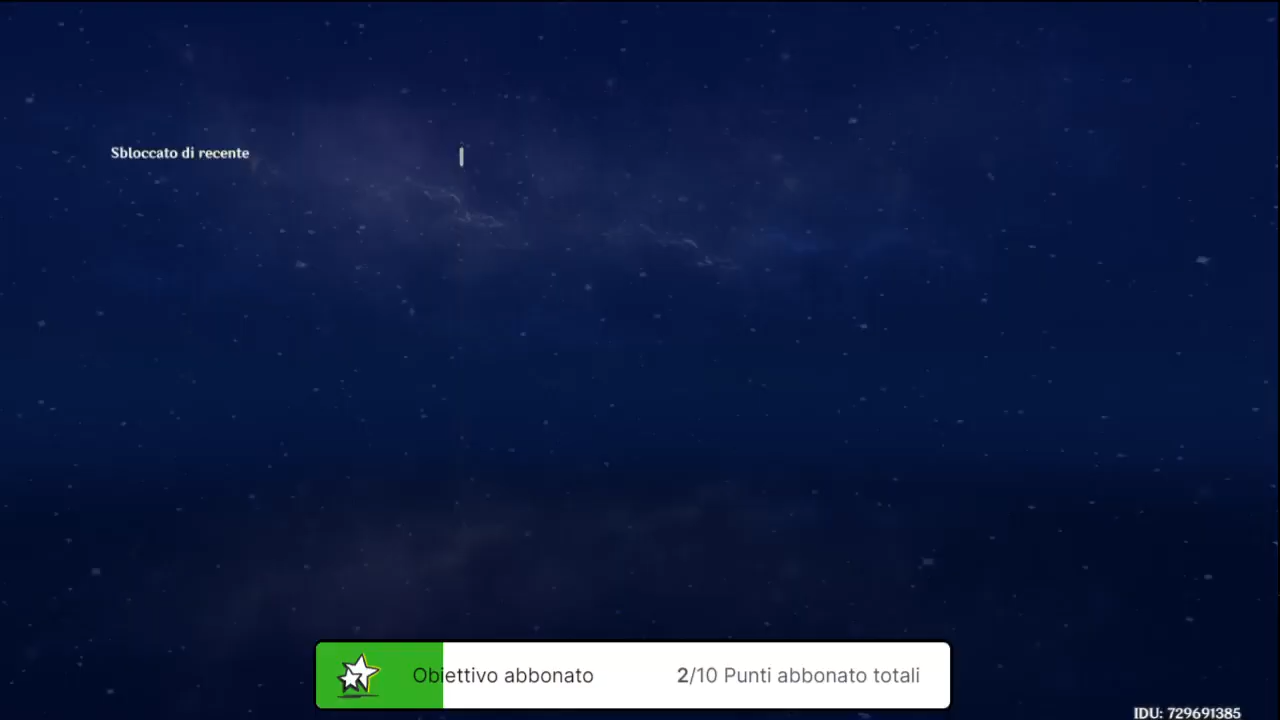 Sbloccato di recente
Obiettivo abbonato 2/10 Punti abbonato totali
IDU: 729691385